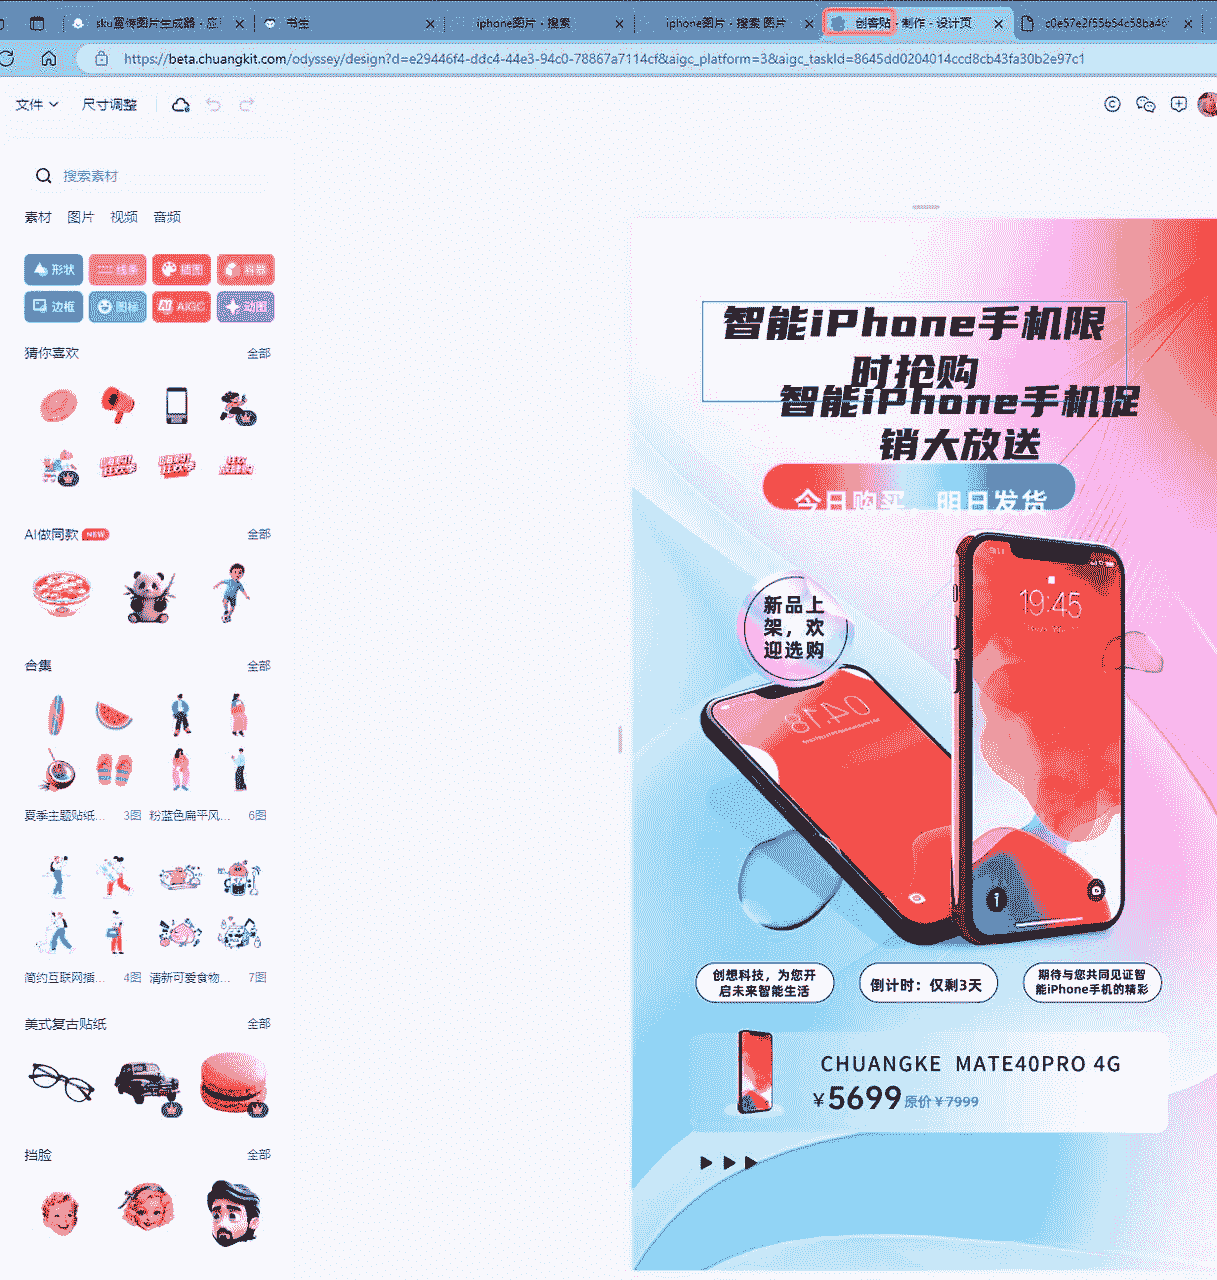 sku宣传图片生成器 - 应
书生
iphone图片 - 搜索
iphone图片 - 搜索 图片
创客贴 - 制作 - 设计页
c0e57e2f55b54c58ba46
https://beta.chuangkit.com/odyssey/design?d=e29446f4-ddc4-44e3-94c0-78867a7114cf&aigc_platform=3&aigc_taskId=8645dd0204014ccd8cb43fa30b2e97c1
文件 尺寸调整
搜索素材
素材 图片 视频 音频
形状 线条 插图 容器
边框 图标 AIGC 动图
猜你喜欢 全部
AI做同款 NEW 全部
合集 全部
夏季主题贴纸... 3图 粉蓝色扁平风... 6图
简约互联网插... 4图 清新可爱食物... 7图
美式复古贴纸 全部
挡脸 全部
智能iPhone手机限
时抢购
智能iPhone手机促
销大放送
今日购买 明日发货
新品上
架，欢
迎选购
19:45
创想科技，为您开
启未来智能生活
倒计时：仅剩3天
期待与您共同见证智
能iPhone手机的精彩
CHUANGKE MATE40PRO 4G
￥5699 原价￥7999